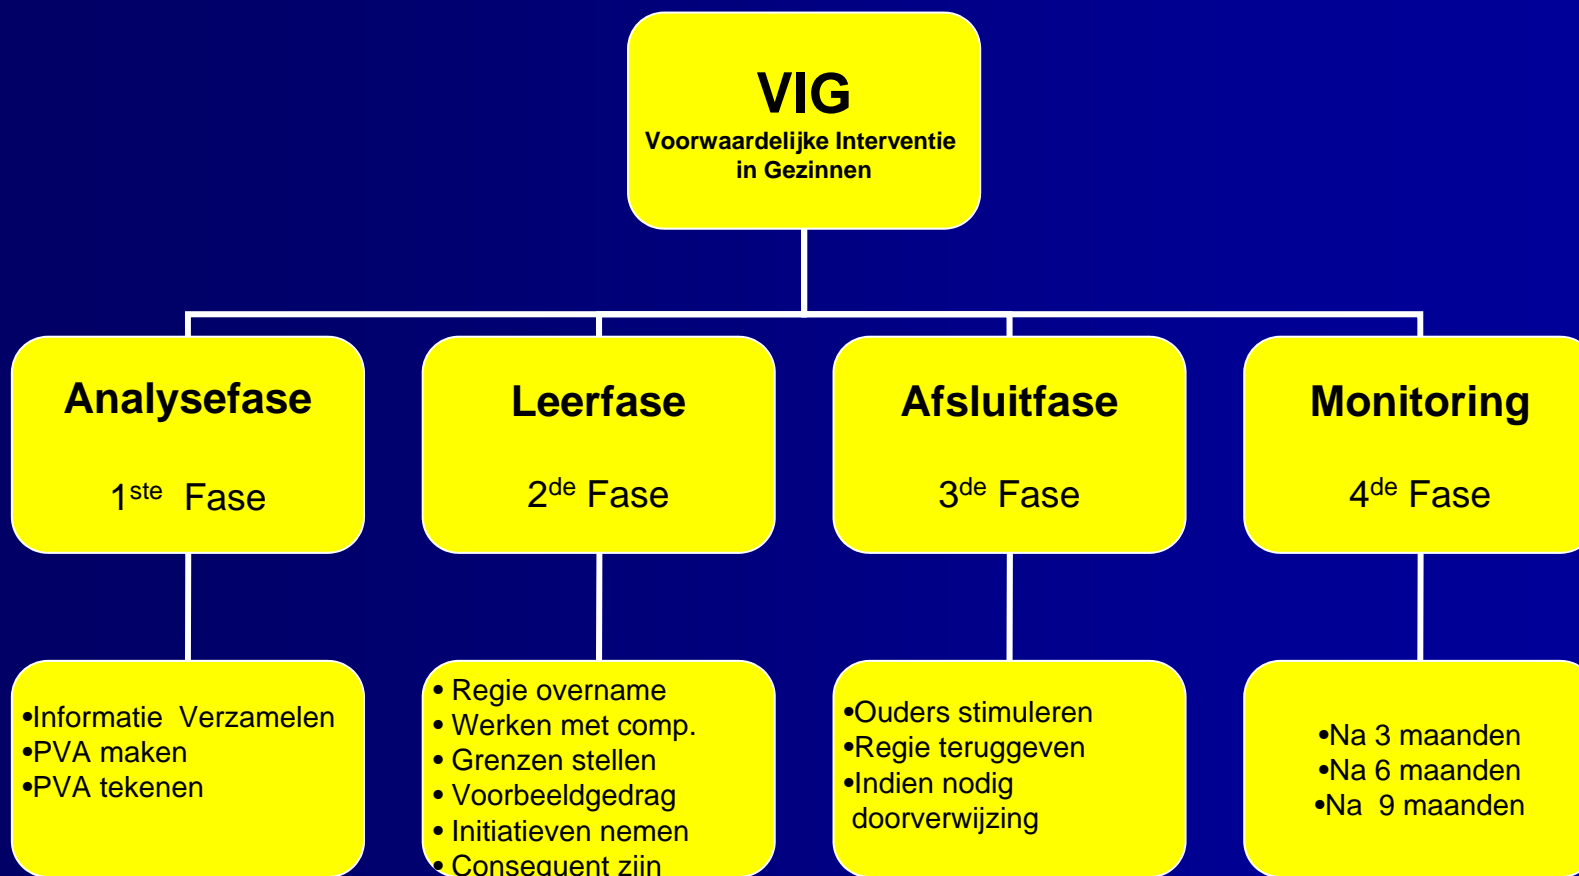 VIG
Voorwaardelijke Interventie
in Gezinnen
Analysefase
1ste Fase
Leerfase
2de Fase
Afsluitfase
3de Fase
Monitoring
4de Fase
•Informatie Verzamelen
•PVA maken
•PVA tekenen
• Regie overname
• Werken met comp.
• Grenzen stellen
• Voorbeeldgedrag
• Initiatieven nemen
• Consequent zijn
•Ouders stimuleren
•Regie teruggeven
•Indien nodig
doorverwijzing
•Na 3 maanden
•Na 6 maanden
•Na 9 maanden